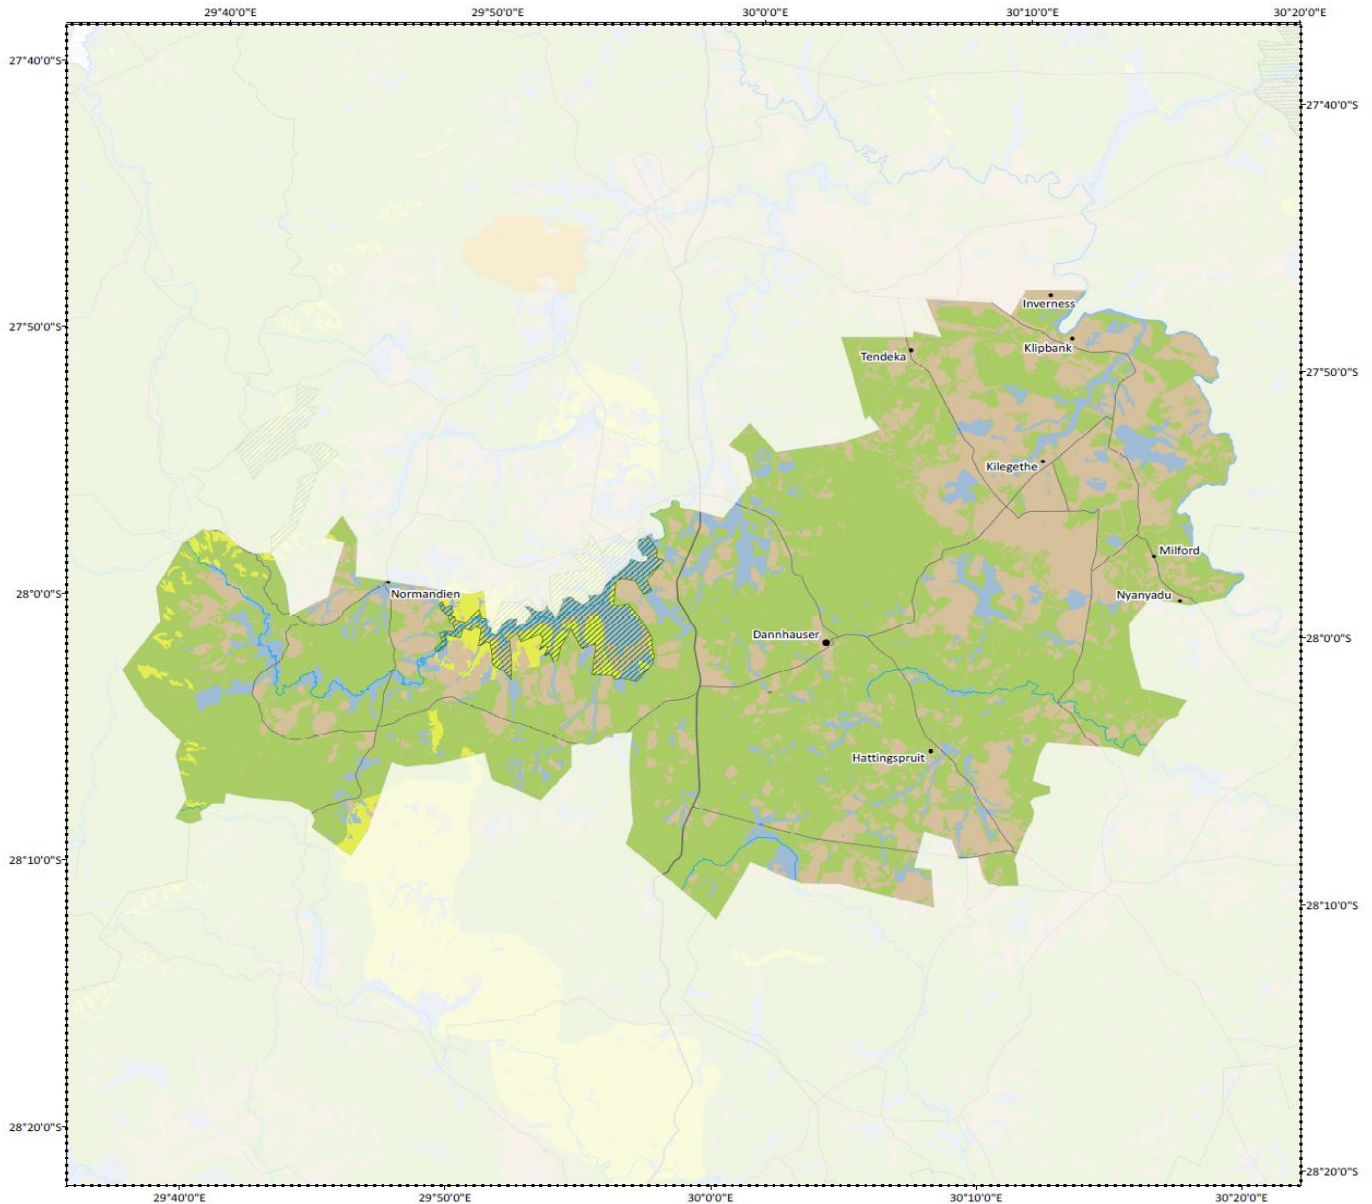 29°40'0"E
29°50'0"E
30°0'0"E
30°10'0"E
30°20'0"E
27°40'0"S
27°40'0"S
Inverness
27°50'0"S
Klipbank
Tendeka
27°50'0"S
Kilegethe
Milford
28°0'0"S
Normandien
Nyanyadu
Dannhauser
28°0'0"S
Hattingspruit
28°10'0"S
28°10'0"S
28°20'0"S
28°20'0"S
29°40'0"E
29°50'0"E
30°0'0"E
30°10'0"E
30°20'0"E